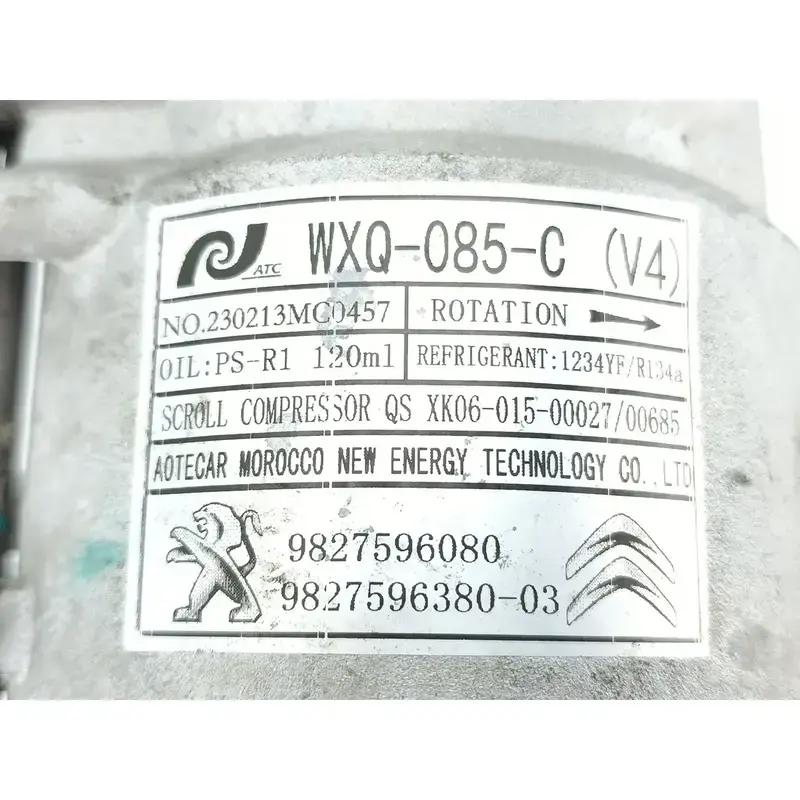 ATC WXQ-085-C (V4)
NO.230213MC0457 ROTATION
OIL:PS-R1 120ml REFRIGERANT:1234YF/R134a
SCROLL COMPRESSOR QS XK06-015-00027/00685
AOTECAR MOROCCO NEW ENERGY TECHNOLOGY CO.,LTD
9827596080
9827596380-03